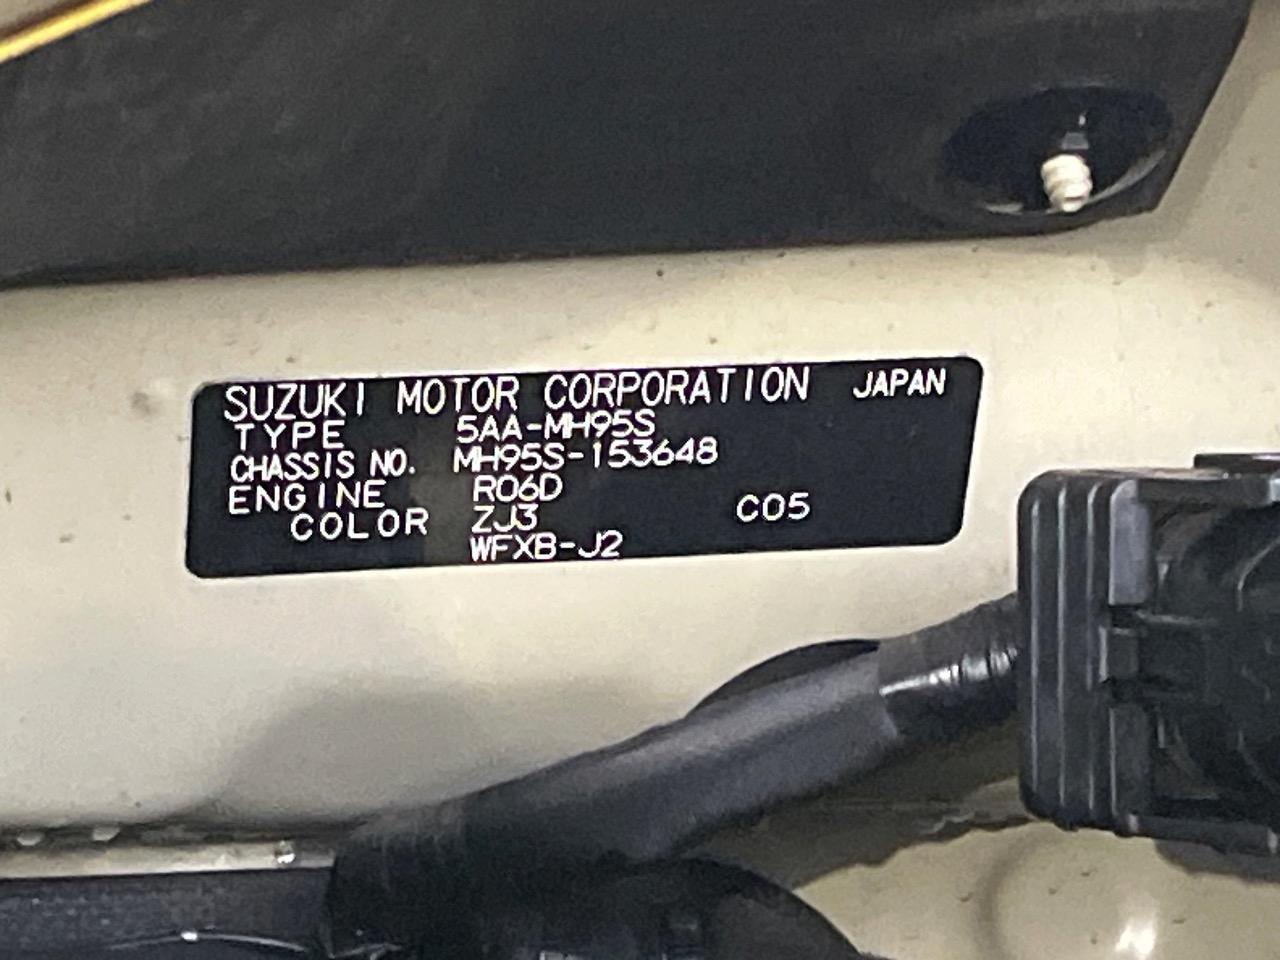 SUZUKI MOTOR CORPORATION JAPAN
TYPE 5AA-MH95S
CHASSIS NO. MH95S-153648
ENGINE R06D
COLOR ZJ3 C05
WFXB-J2